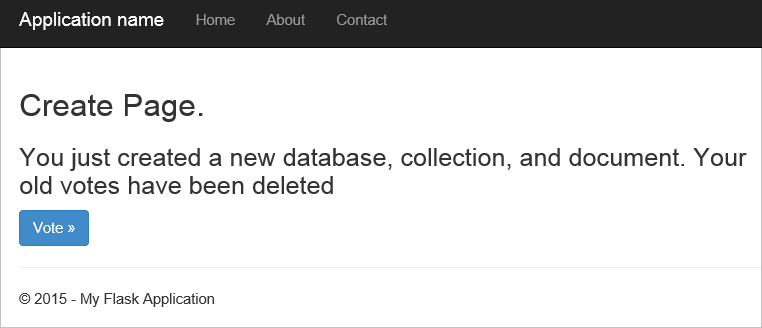 Application name Home About Contact
Create Page.
You just created a new database, collection, and document. Your
old votes have been deleted
Vote »
© 2015 - My Flask Application